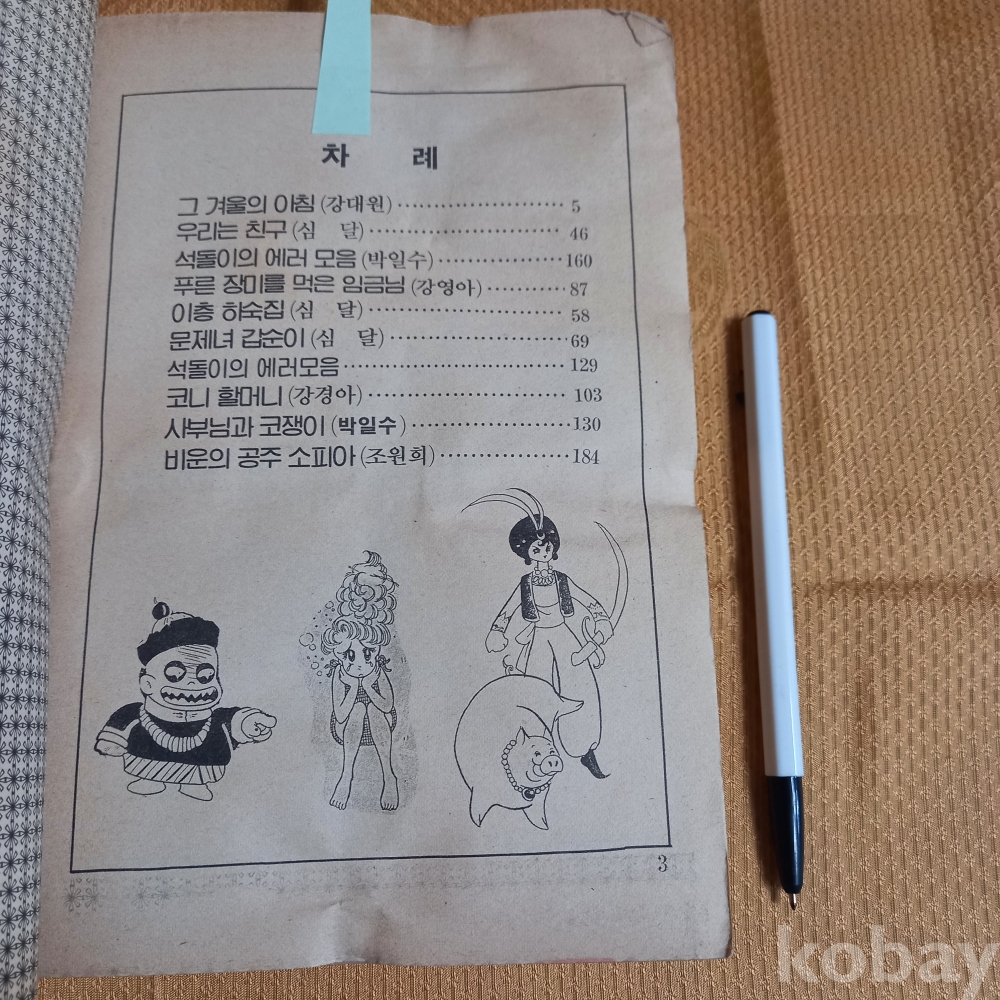 차 례
그 겨울의 아침 (강대원) ························ 5
우리는 친구 (심 달) ···························· 46
석돌이의 에러 모음 (박일수) ·················· 160
푸른 장미를 먹은 임금님 (강영아) ············ 87
이층 하숙집 (심 달) ···························· 58
문제녀 갑순이 (심 달) ·························· 69
석돌이의 에러모음 ································ 129
코니 할머니 (강경아) ···························· 103
사부님과 코쟁이 (박일수) ······················ 130
비운의 공주 소피아 (조원희) ·················· 184
3
kobay